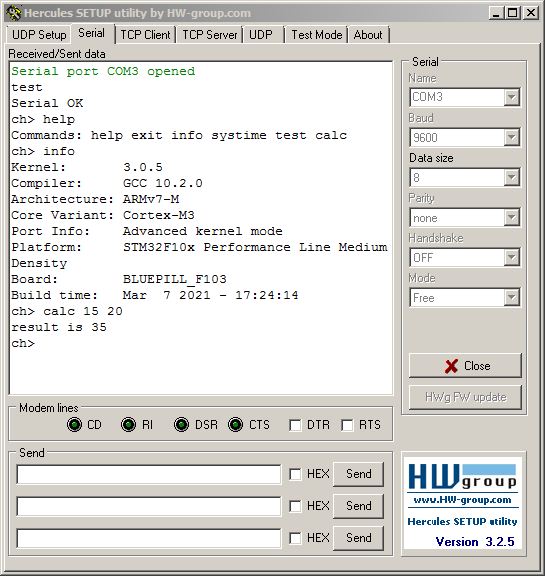 Hercules SETUP utility by HW-group.com
UDP Setup Serial TCP Client TCP Server UDP Test Mode About
Received/Sent data
Serial port COM3 opened
test
Serial OK
ch> help
Commands: help exit info systime test calc
ch> info
Kernel: 3.0.5
Compiler: GCC 10.2.0
Architecture: ARMv7-M
Core Variant: Cortex-M3
Port Info: Advanced kernel mode
Platform: STM32F10x Performance Line Medium
Density
Board: BLUEPILL_F103
Build time: Mar 7 2021 - 17:24:14
ch> calc 15 20
result is 35
ch>
Serial
Name
COM3
Baud
9600
Data size
8
Parity
none
Handshake
OFF
Mode
Free
Close
HWg FW update
Modem lines
CD RI DSR CTS DTR RTS
Send
HEX Send
HEX Send
HEX Send
HWgroup
www.HW-group.com
Hercules SETUP utility
Version 3.2.5